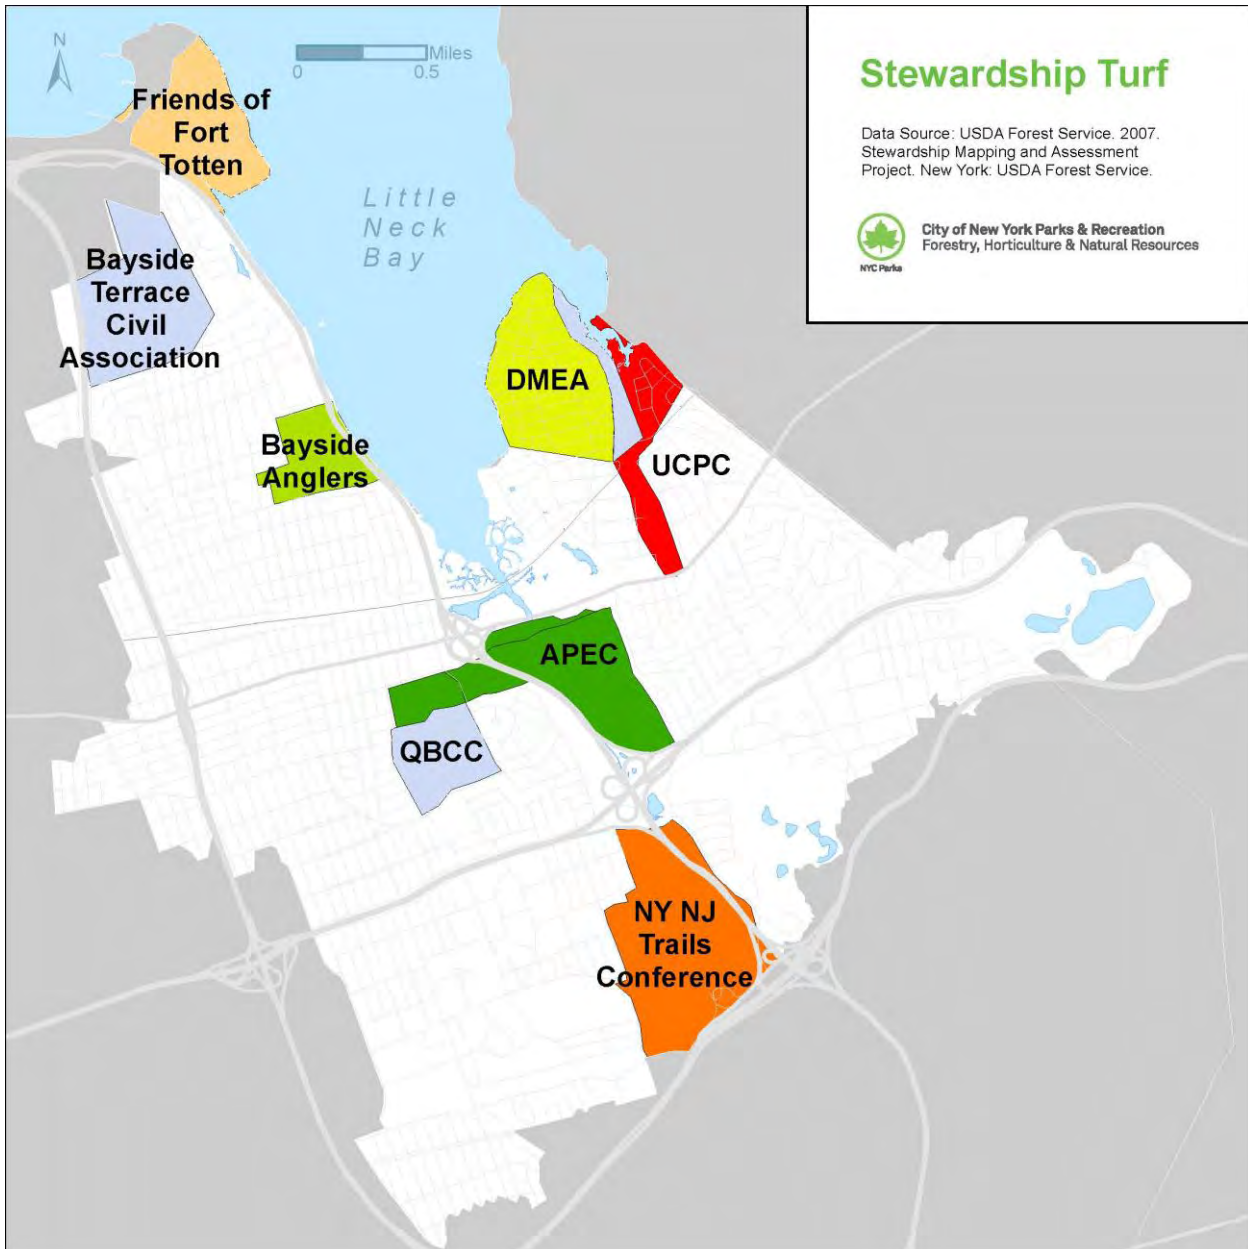 N
Miles
0 0.5
Stewardship Turf
Data Source: USDA Forest Service. 2007.
Stewardship Mapping and Assessment
Project. New York: USDA Forest Service.
City of New York Parks & Recreation
Forestry, Horticulture & Natural Resources
NYC Parks
Friends of
Fort
Totten
Little
Neck
Bay
Bayside
Terrace
Civil
Association
DMEA
Bayside
Anglers
UCPC
APEC
QBCC
NY NJ
Trails
Conference